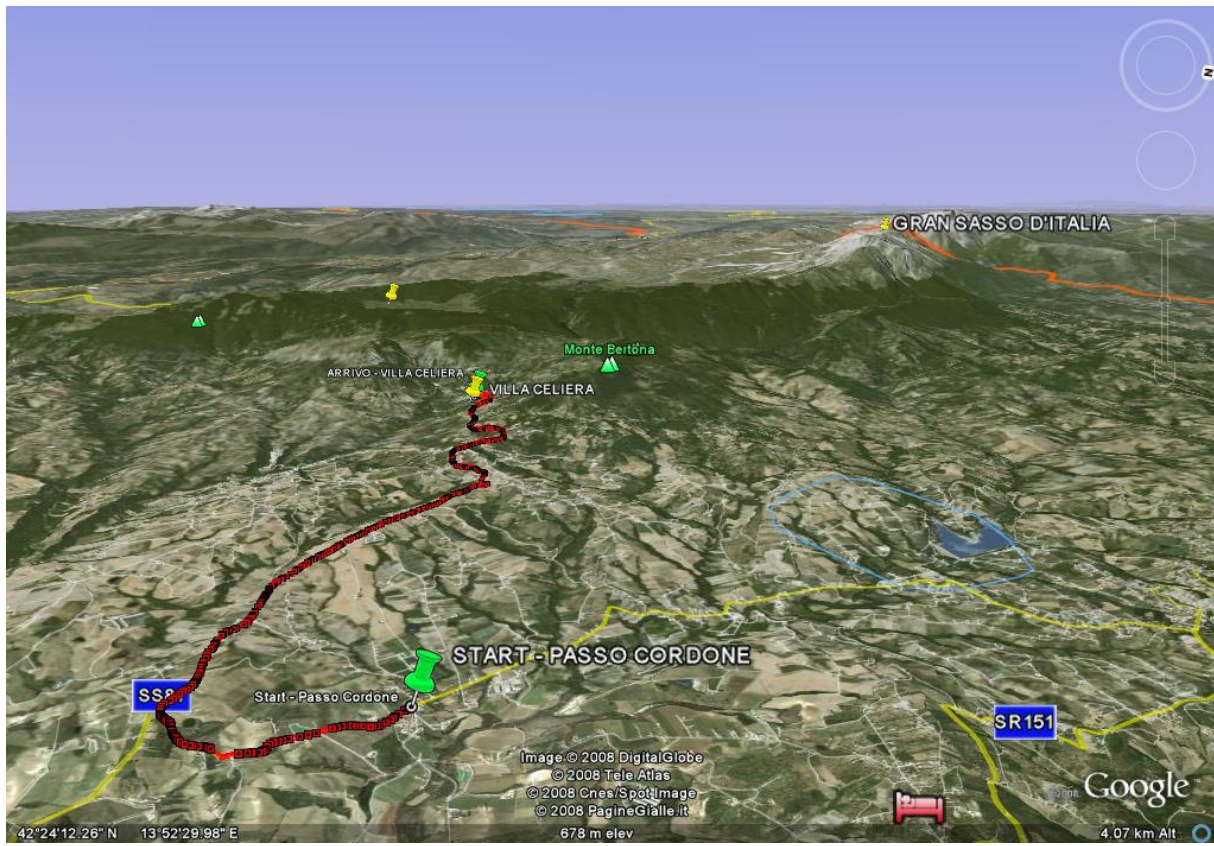 N
GRAN SASSO D'ITALIA
Monte Bertona
ARRIVO - VILLA CELIERA
VILLA CELIERA
START - PASSO CORDONE
Start - Passo Cordone
SS81
SR151
Image © 2008 DigitalGlobe
© 2008 Tele Atlas
© 2008 Cnes/Spot Image
© 2008 PagineGialle.it
©2008 Google
42°24'12.26" N 13°52'29.98" E
678 m elev
4.07 km Alt